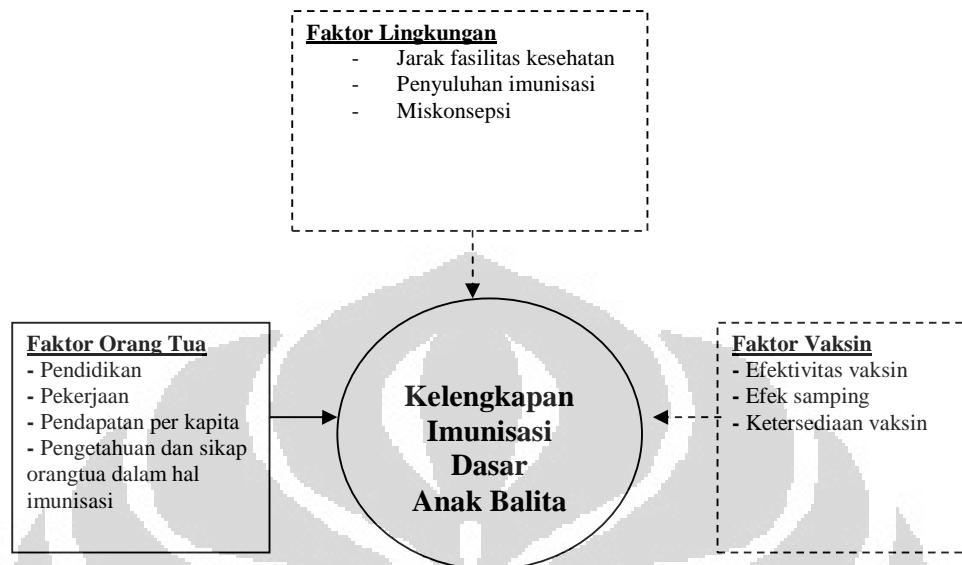 Faktor Lingkungan
- Jarak fasilitas kesehatan
- Penyuluhan imunisasi
- Miskonsepsi
Faktor Orang Tua
- Pendidikan
- Pekerjaan
- Pendapatan per kapita
- Pengetahuan dan sikap
orangtua dalam hal
imunisasi
Kelengkapan
Imunisasi
Dasar
Anak Balita
Faktor Vaksin
- Efektivitas vaksin
- Efek samping
- Ketersediaan vaksin